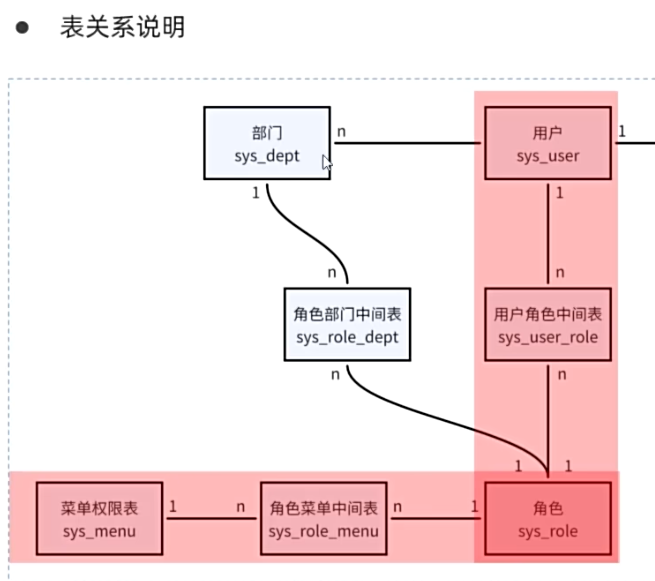 ● 表关系说明
部门
sys_dept
n
用户
sys_user
1
1
1
n
n
角色部门中间表
sys_role_dept
用户角色中间表
sys_user_role
n
n
1
1
菜单权限表
sys_menu
1
n
角色菜单中间表
sys_role_menu
n
1
角色
sys_role